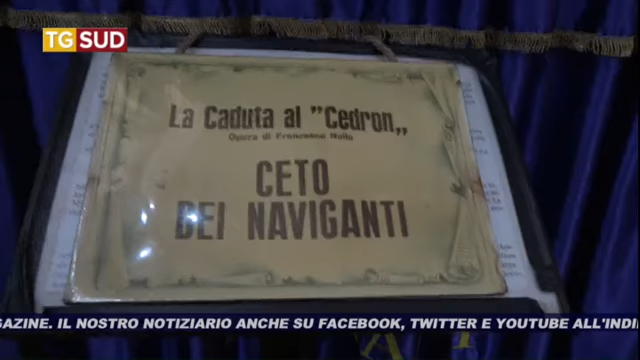 TG SUD
La Caduta al "Cedron„
Opera di Francesco Nolfo
CETO
DEI NAVIGANTI
GAZINE. IL NOSTRO NOTIZIARIO ANCHE SU FACEBOOK, TWITTER E YOUTUBE ALL'INDI